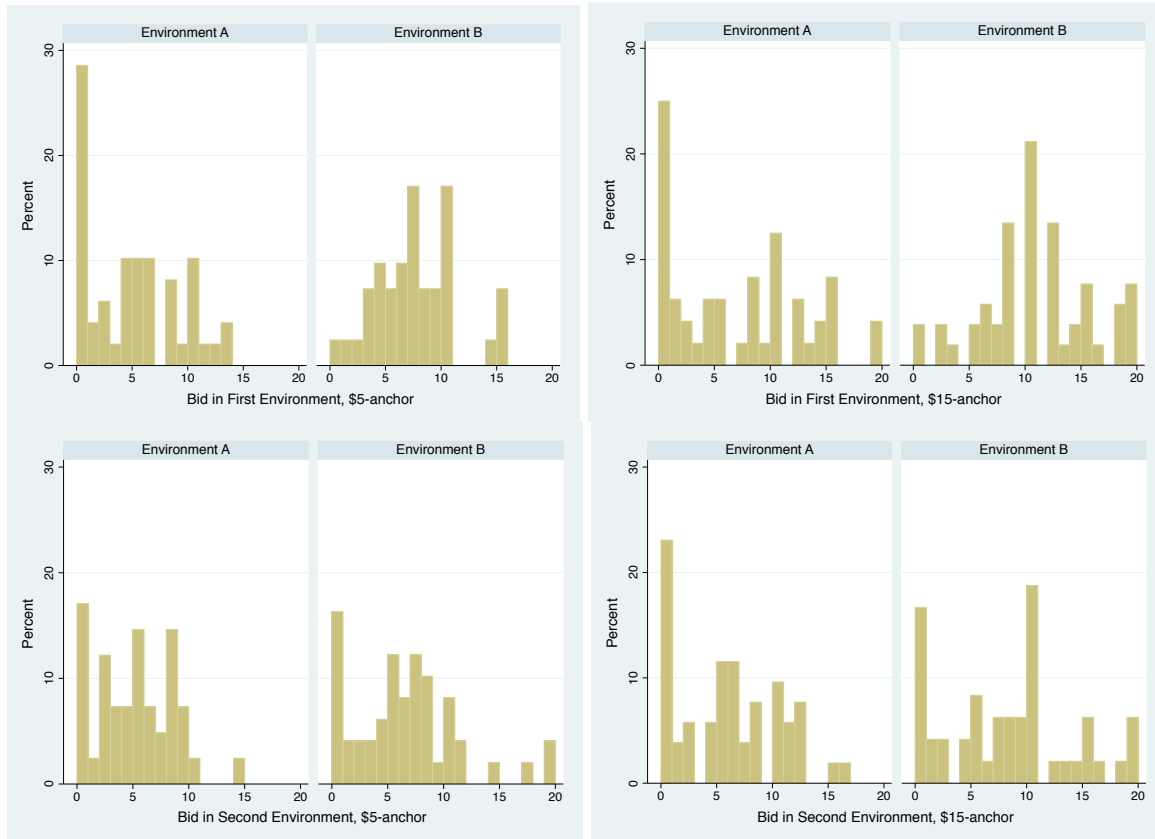 Environment A
Environment B
30
20
10
0
Percent
0 5 10 15 20
0 5 10 15 20
Bid in First Environment, $5-anchor
Environment A
Environment B
30
20
10
0
Percent
0 5 10 15 20
0 5 10 15 20
Bid in First Environment, $15-anchor
Environment A
Environment B
30
20
10
0
Percent
0 5 10 15 20
0 5 10 15 20
Bid in Second Environment, $5-anchor
Environment A
Environment B
30
20
10
0
Percent
0 5 10 15 20
0 5 10 15 20
Bid in Second Environment, $15-anchor